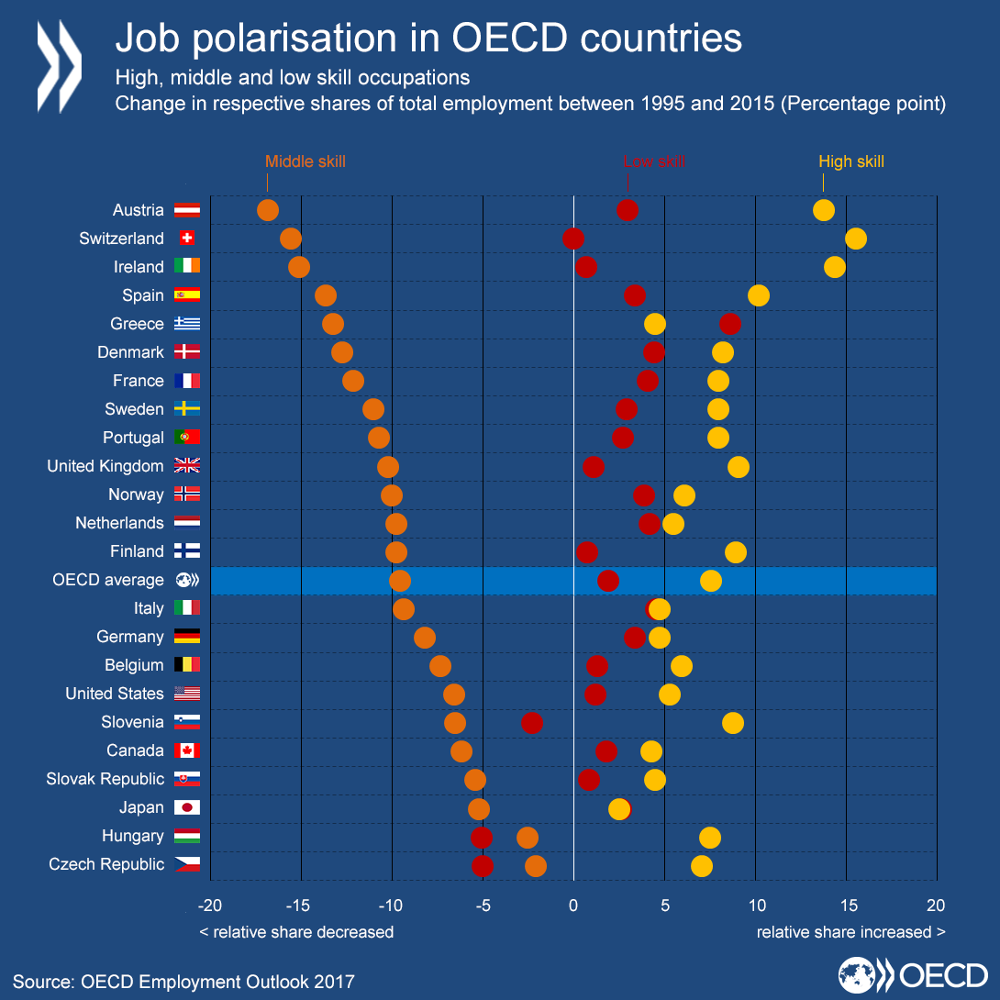 Job polarisation in OECD countries
High, middle and low skill occupations
Change in respective shares of total employment between 1995 and 2015 (Percentage point)
Middle skill
Low skill
High skill
Austria
Switzerland
Ireland
Spain
Greece
Denmark
France
Sweden
Portugal
United Kingdom
Norway
Netherlands
Finland
OECD average
Italy
Germany
Belgium
United States
Slovenia
Canada
Slovak Republic
Japan
Hungary
Czech Republic
-20 -15 -10 -5 0 5 10 15 20
< relative share decreased
relative share increased >
Source: OECD Employment Outlook 2017
OECD